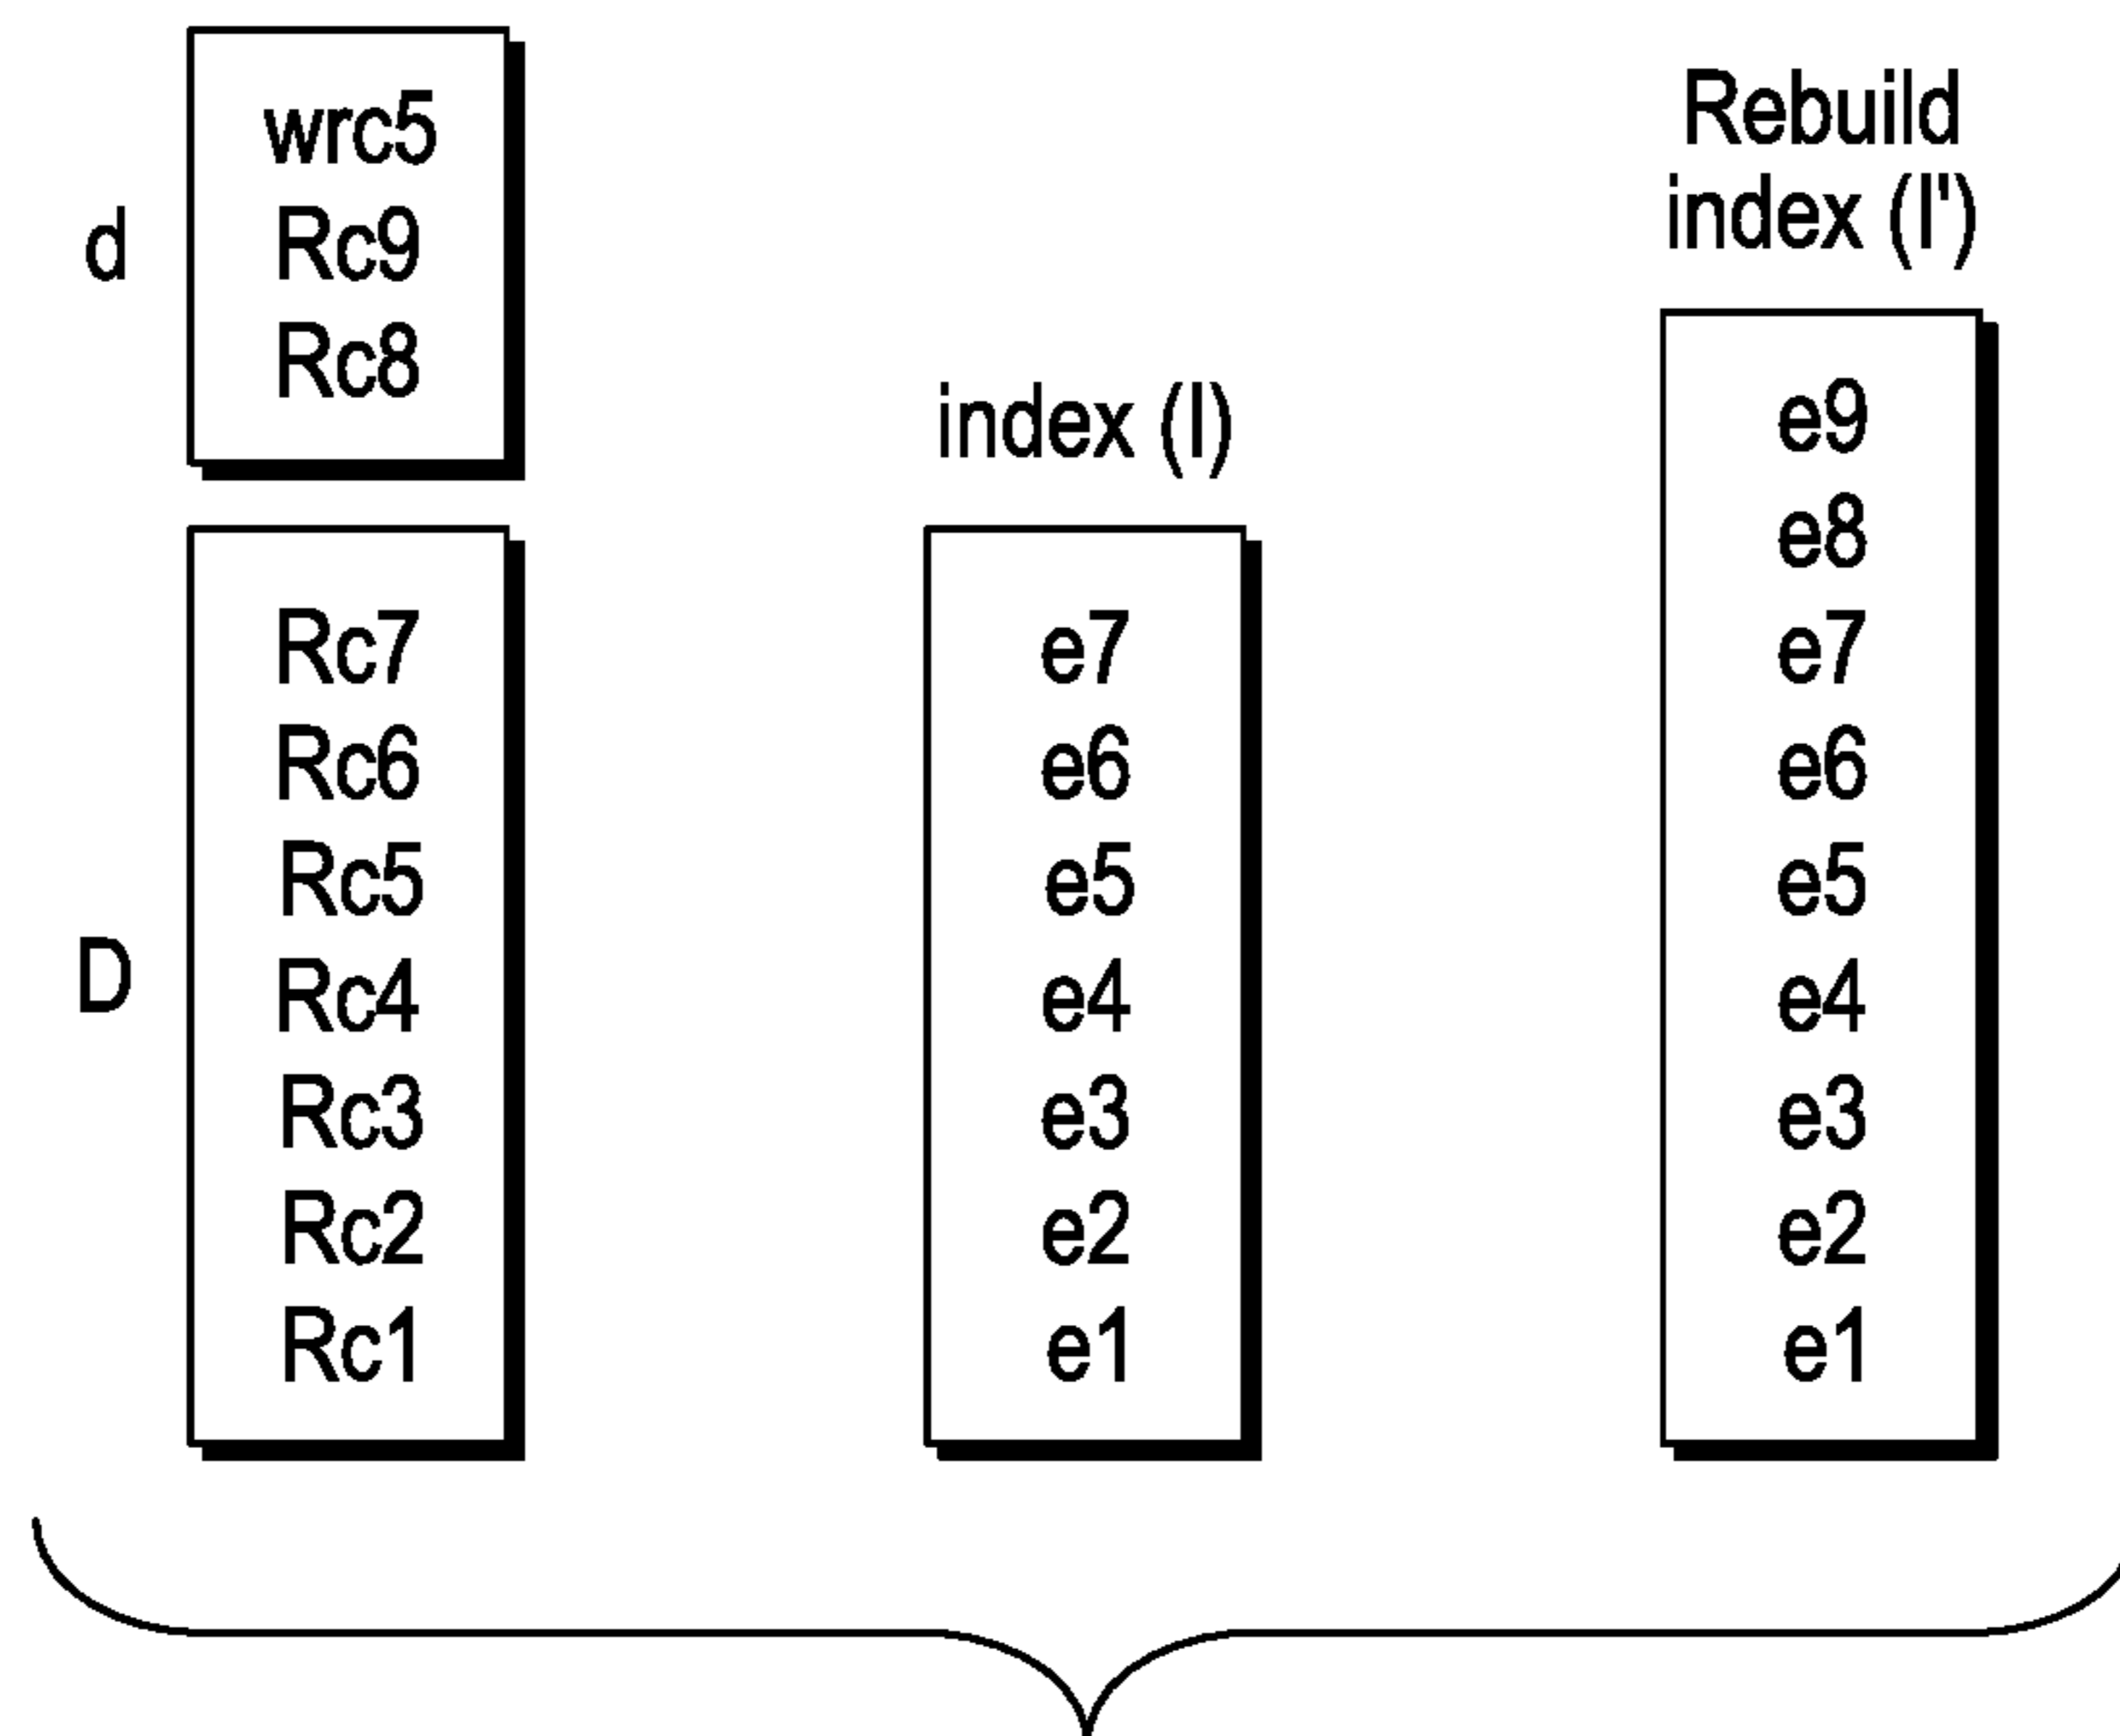 d
wrc5
Rc9
Rc8
D
Rc7
Rc6
Rc5
Rc4
Rc3
Rc2
Rc1
index (I)
e7
e6
e5
e4
e3
e2
e1
Rebuild
index (I')
e9
e8
e7
e6
e5
e4
e3
e2
e1